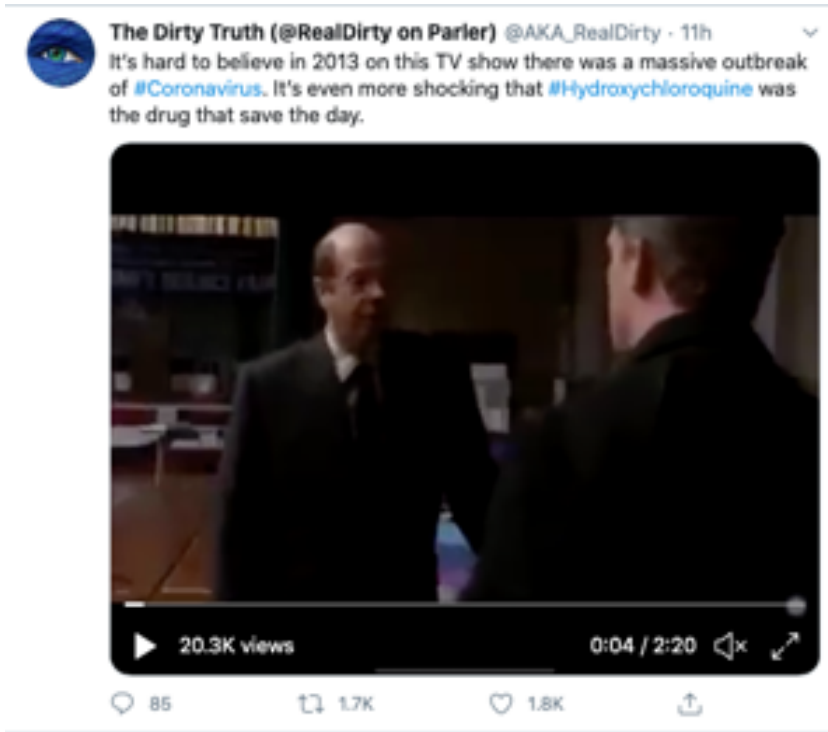 The Dirty Truth (@RealDirty on Parler) @AKA_RealDirty · 11h
It's hard to believe in 2013 on this TV show there was a massive outbreak
of #Coronavirus. It's even more shocking that #Hydroxychloroquine was
the drug that save the day.
20.3K views
0:04 / 2:20
85
1.7K
1.8K